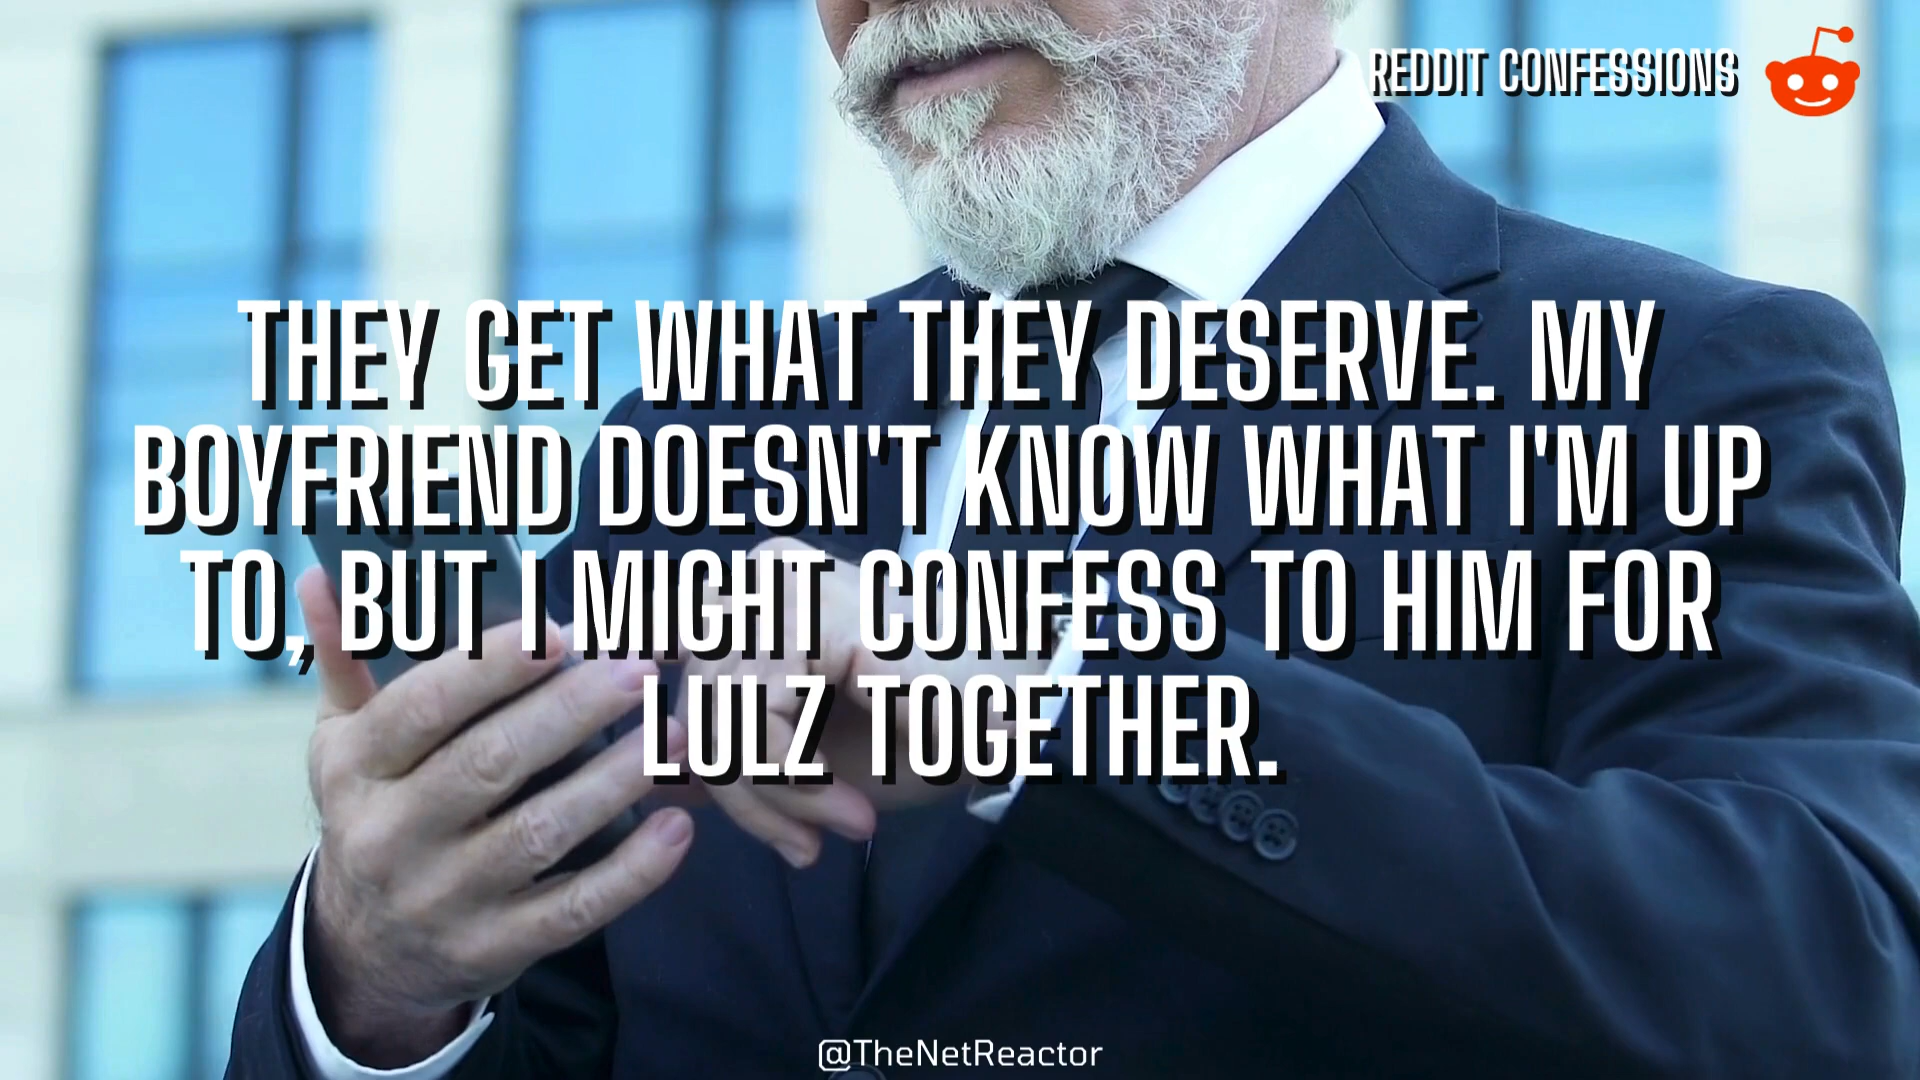 REDDIT CONFESSIONS
THEY GET WHAT THEY DESERVE. MY
BOYFRIEND DOESN'T KNOW WHAT I'M UP
TO, BUT I MIGHT CONFESS TO HIM FOR
LULZ TOGETHER.
@TheNetReactor